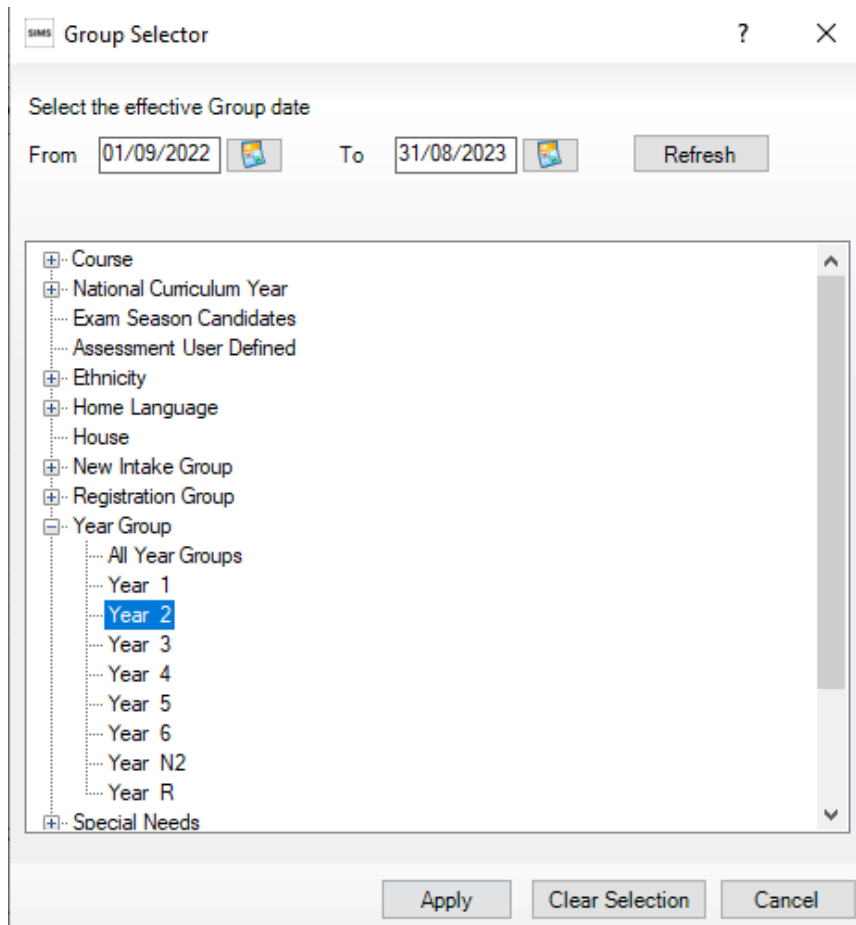 SIMS Group Selector ?
Select the effective Group date
From 01/09/2022 To 31/08/2023 Refresh
Course
National Curriculum Year
Exam Season Candidates
Assessment User Defined
Ethnicity
Home Language
House
New Intake Group
Registration Group
Year Group
All Year Groups
Year 1
Year 2
Year 3
Year 4
Year 5
Year 6
Year N2
Year R
Special Needs
Apply Clear Selection Cancel